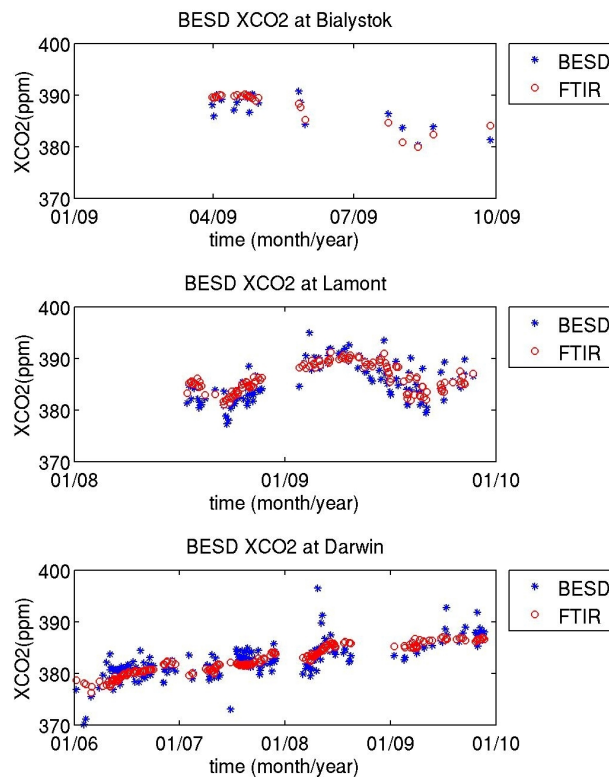 BESD XCO2 at Bialystok
400
390
380
370
XCO2(ppm)
01/09
04/09
07/09
10/09
time (month/year)
BESD
FTIR
BESD XCO2 at Lamont
400
390
380
370
XCO2(ppm)
01/08
01/09
01/10
time (month/year)
BESD
FTIR
BESD XCO2 at Darwin
400
390
380
370
XCO2(ppm)
01/06
01/07
01/08
01/09
01/10
time (month/year)
BESD
FTIR